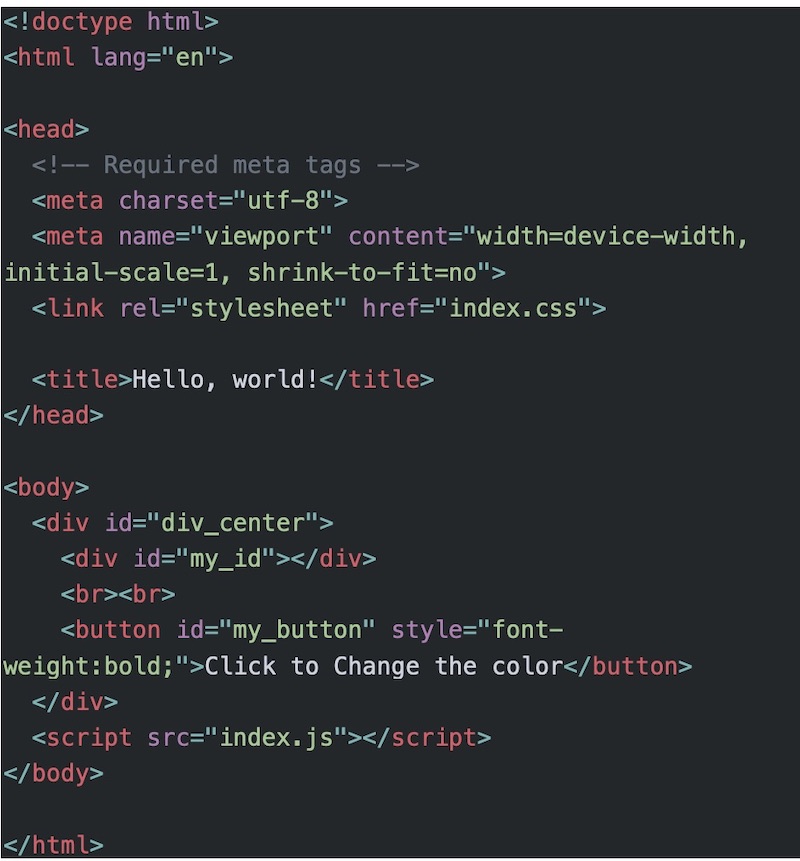 <!doctype html>
<html lang="en">
<head>
<!-- Required meta tags -->
<meta charset="utf-8">
<meta name="viewport" content="width=device-width,
initial-scale=1, shrink-to-fit=no">
<link rel="stylesheet" href="index.css">
<title>Hello, world!</title>
</head>
<body>
<div id="div_center">
<div id="my_id"></div>
<br><br>
<button id="my_button" style="font-
weight:bold;">Click to Change the color</button>
</div>
<script src="index.js"></script>
</body>
</html>